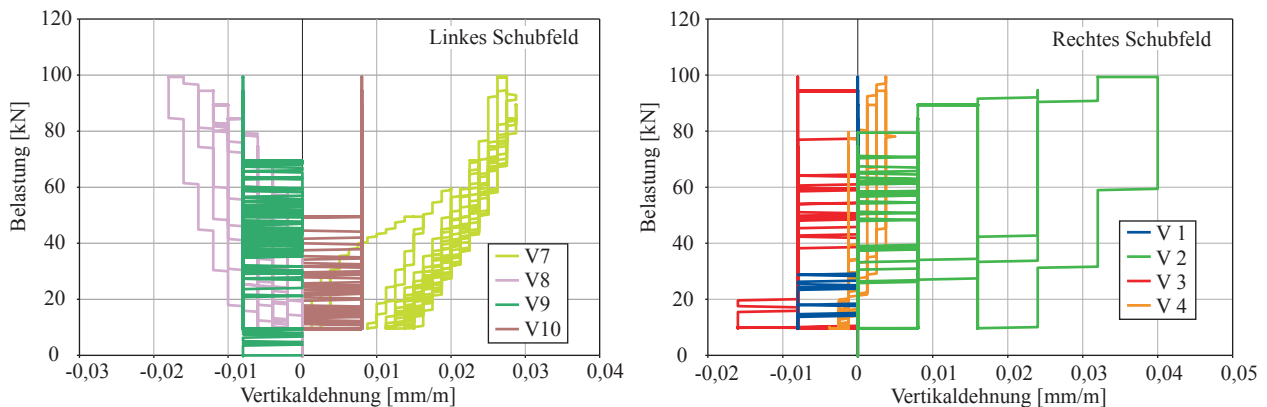 Linkes Schubfeld
Belastung [kN]
120
100
80
60
40
20
0
-0,03
-0,02
-0,01
0
0,01
0,02
0,03
0,04
Vertikaldehnung [mm/m]
V7
V8
V9
V10
Rechtes Schubfeld
Belastung [kN]
120
100
80
60
40
20
0
-0,02
-0,01
0
0,01
0,02
0,03
0,04
0,05
Vertikaldehnung [mm/m]
V 1
V 2
V 3
V 4